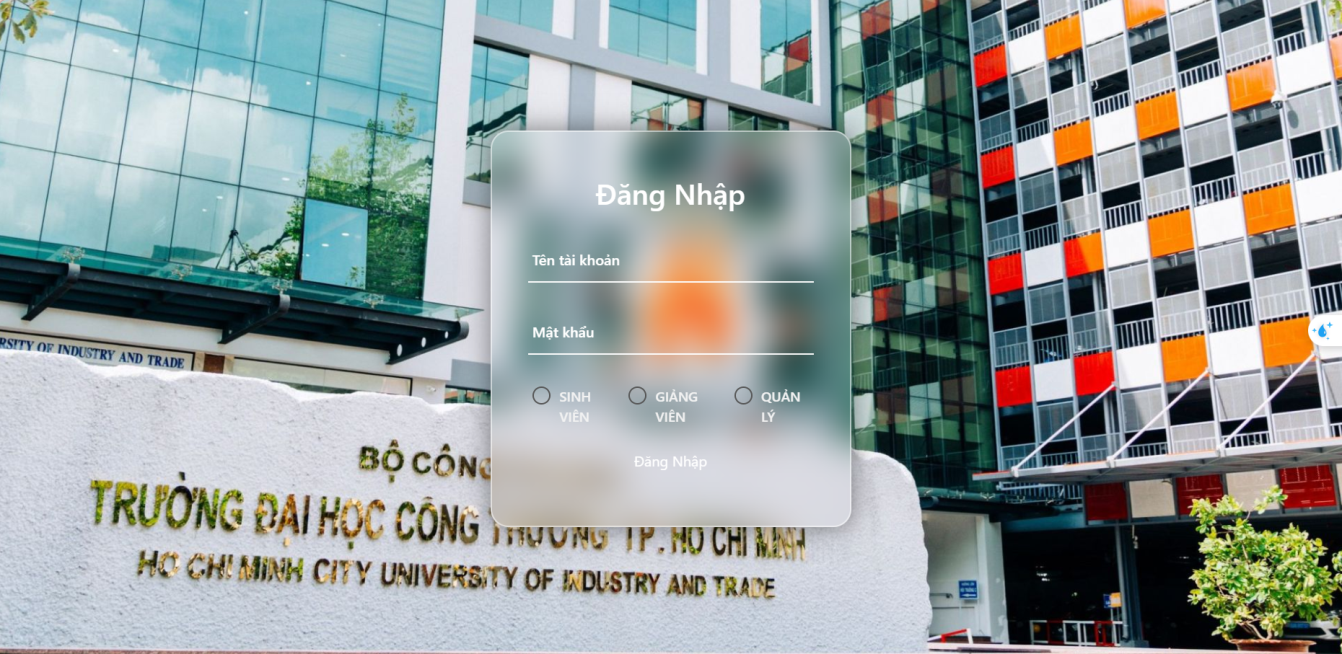 Đăng Nhập
Tên tài khoản
Mật khẩu
SINH VIÊN
GIẢNG VIÊN
QUẢN LÝ
Đăng Nhập
OF INDUSTRY AND TRADE
BỘ CÔNG
TRƯỜNG ĐẠI HỌC CÔNG THƯƠNG TP. HỒ CHÍ MINH
HO CHI MINH CITY UNIVERSITY OF INDUSTRY AND TRADE